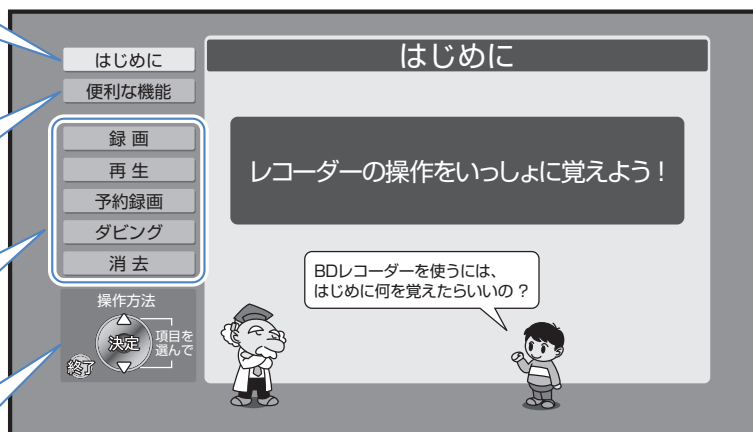 はじめに
便利な機能
録 画
再 生
予約録画
ダビング
消 去
操作方法
決定
項目を
選んで
終了
はじめに
レコーダーの操作をいっしょに覚えよう！
BDレコーダーを使うには、
はじめに何を覚えたらいいの？